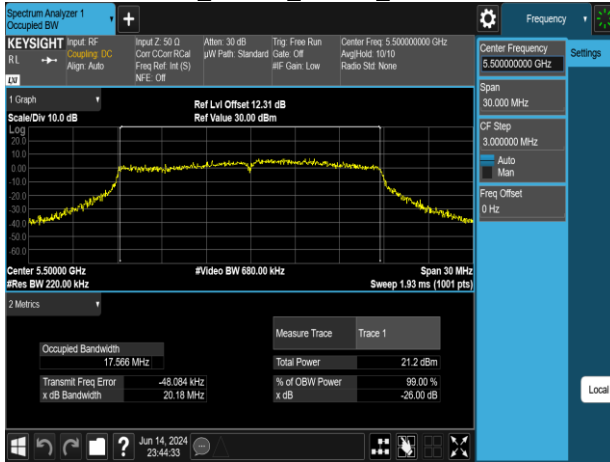 Spectrum Analyzer 1
Occupied BW
Frequency
KEYSIGHT
RL
LXI
Input: RF
Coupling: DC
Align: Auto
Input Z: 50 Ω
Corr CCorr RCal
Freq Ref: Int (S)
NFE: Off
Atten: 30 dB
µW Path: Standard
Trig: Free Run
Gate: Off
#IF Gain: Low
Center Freq: 5.500000000 GHz
Avg|Hold: 10/10
Radio Std: None
Center Frequency
5.500000000 GHz
Settings
Span
30.000 MHz
CF Step
3.000000 MHz
Auto
Man
Freq Offset
0 Hz
1 Graph
Scale/Div 10.0 dB
Ref Lvl Offset 12.31 dB
Ref Value 30.00 dBm
Log
20.0
10.0
0.00
-10.0
-20.0
-30.0
-40.0
-50.0
-60.0
Center 5.50000 GHz
#Res BW 220.00 kHz
#Video BW 680.00 kHz
Span 30 MHz
Sweep 1.93 ms (1001 pts)
2 Metrics
Measure Trace
Trace 1
Occupied Bandwidth
17.566 MHz
Total Power
21.2 dBm
Transmit Freq Error
-48.084 kHz
% of OBW Power
99.00 %
x dB Bandwidth
20.18 MHz
x dB
-26.00 dB
Local
?
Jun 14, 2024
23:44:33